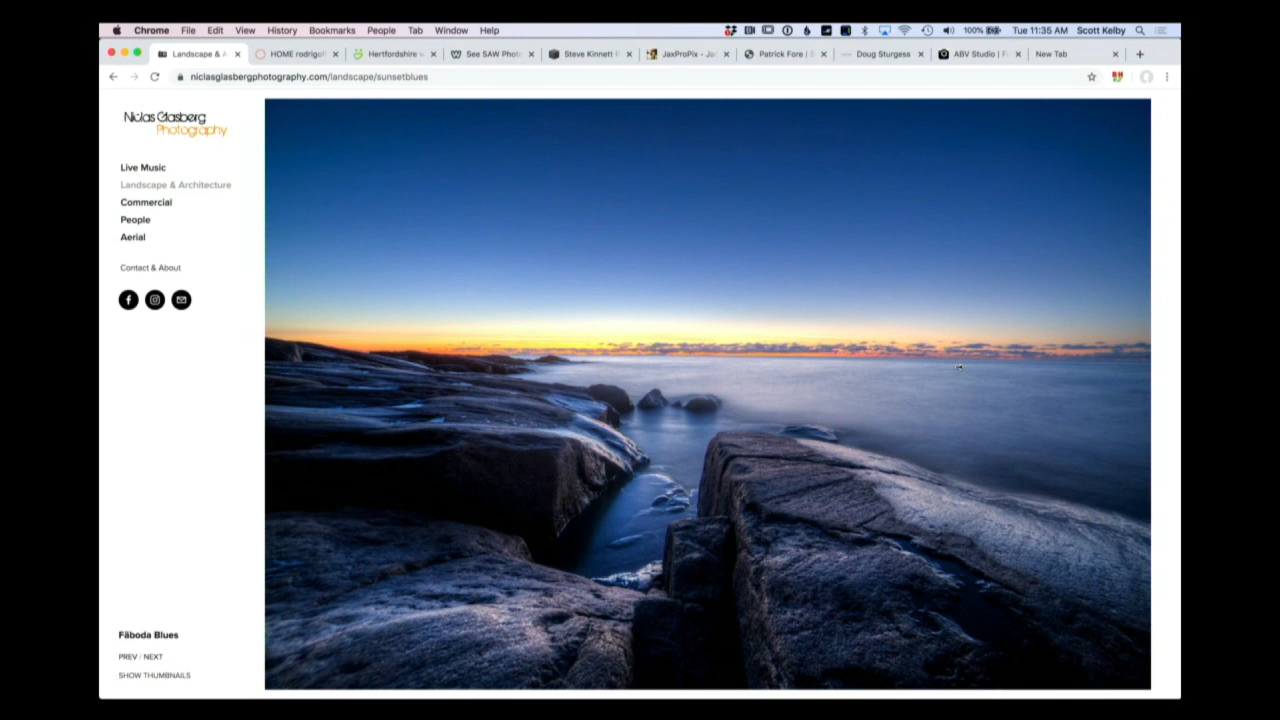 Chrome File Edit View History Bookmarks People Tab Window Help 100% Tue 11:35 AM Scott Kelby
Landscape & A HOME rodrigof Hertfordshire w See SAW Photo Steve Kinnett P JaxProPix - Jac Patrick Fore | S Doug Sturgess ABV Studio | F New Tab
niclasglasbergphotography.com/landscape/sunsetblues
Niclas Glasberg
Photography
Live Music
Landscape & Architecture
Commercial
People
Aerial
Contact & About
Fäboda Blues
PREV / NEXT
SHOW THUMBNAILS